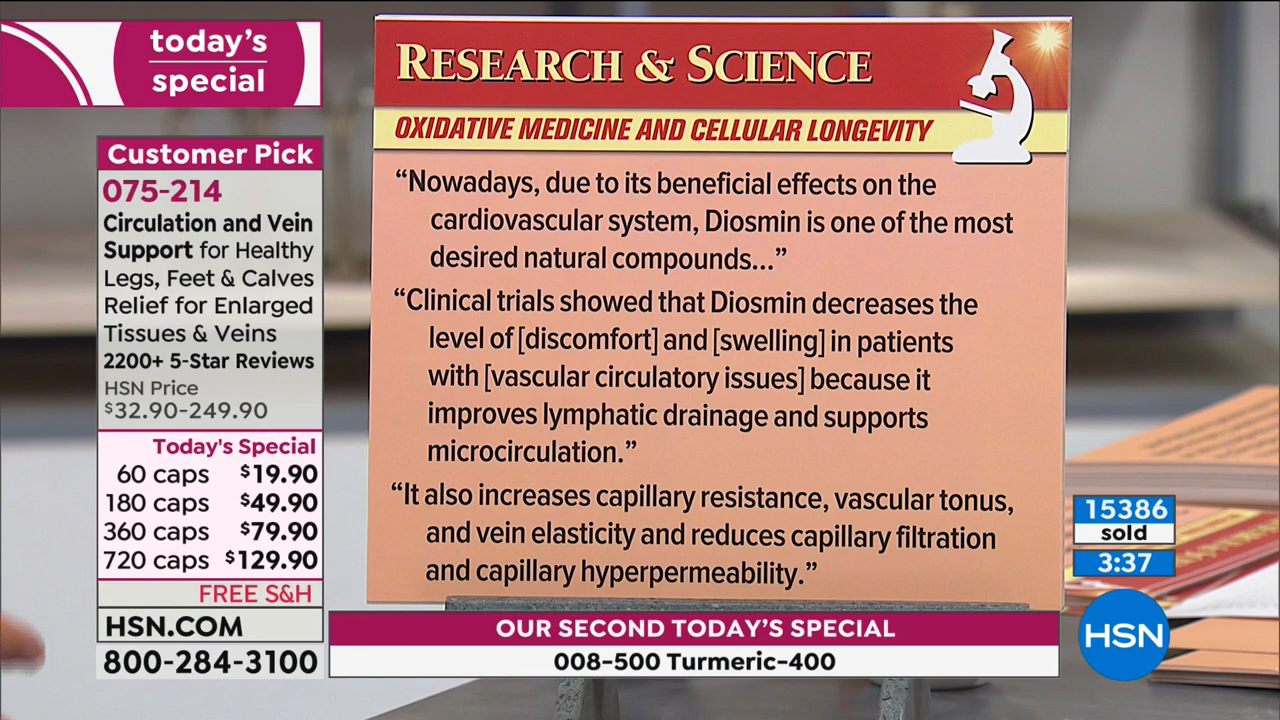 today's
special
Customer Pick
075-214
Circulation and Vein
Support for Healthy
Legs, Feet & Calves
Relief for Enlarged
Tissues & Veins
2200+ 5-Star Reviews
HSN Price
$32.90-249.90
Today's Special
60 caps $19.90
180 caps $49.90
360 caps $79.90
720 caps $129.90
FREE S&H
HSN.COM
800-284-3100
RESEARCH & SCIENCE
OXIDATIVE MEDICINE AND CELLULAR LONGEVITY
“Nowadays, due to its beneficial effects on the
cardiovascular system, Diosmin is one of the most
desired natural compounds...”
“Clinical trials showed that Diosmin decreases the
level of [discomfort] and [swelling] in patients
with [vascular circulatory issues] because it
improves lymphatic drainage and supports
microcirculation.”
“It also increases capillary resistance, vascular tonus,
and vein elasticity and reduces capillary filtration
and capillary hyperpermeability.”
15386
sold
3:37
HSN
OUR SECOND TODAY'S SPECIAL
008-500 Turmeric-400